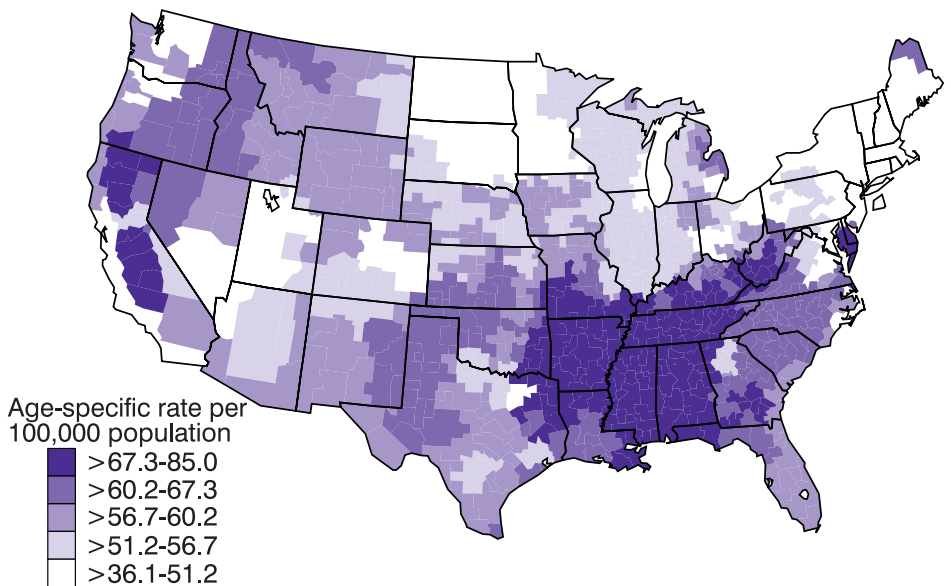 Age-specific rate per
100,000 population
>67.3-85.0
>60.2-67.3
>56.7-60.2
>51.2-56.7
>36.1-51.2